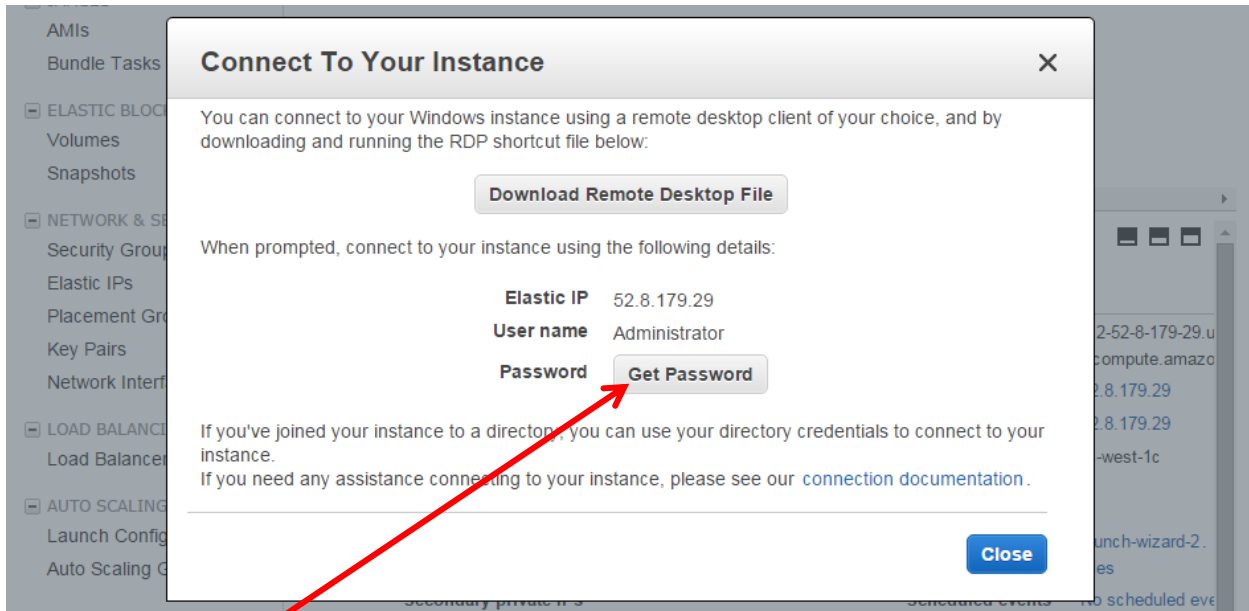 AMIs
Bundle Tasks
ELASTIC BLOC
Volumes
Snapshots
NETWORK & SE
Security Group
Elastic IPs
Placement Gro
Key Pairs
Network Interf
LOAD BALANCI
Load Balancer
AUTO SCALING
Launch Config
Auto Scaling G
Connect To Your Instance
You can connect to your Windows instance using a remote desktop client of your choice, and by
downloading and running the RDP shortcut file below:
Download Remote Desktop File
When prompted, connect to your instance using the following details:
Elastic IP 52.8.179.29
User name Administrator
Password Get Password
If you've joined your instance to a directory, you can use your directory credentials to connect to your
instance.
If you need any assistance connecting to your instance, please see our connection documentation.
Close
2-52-8-179-29.u
compute.amazo
2.8.179.29
2.8.179.29
-west-1c
unch-wizard-2.
es
Secondary private IPs Scheduled events No scheduled eve